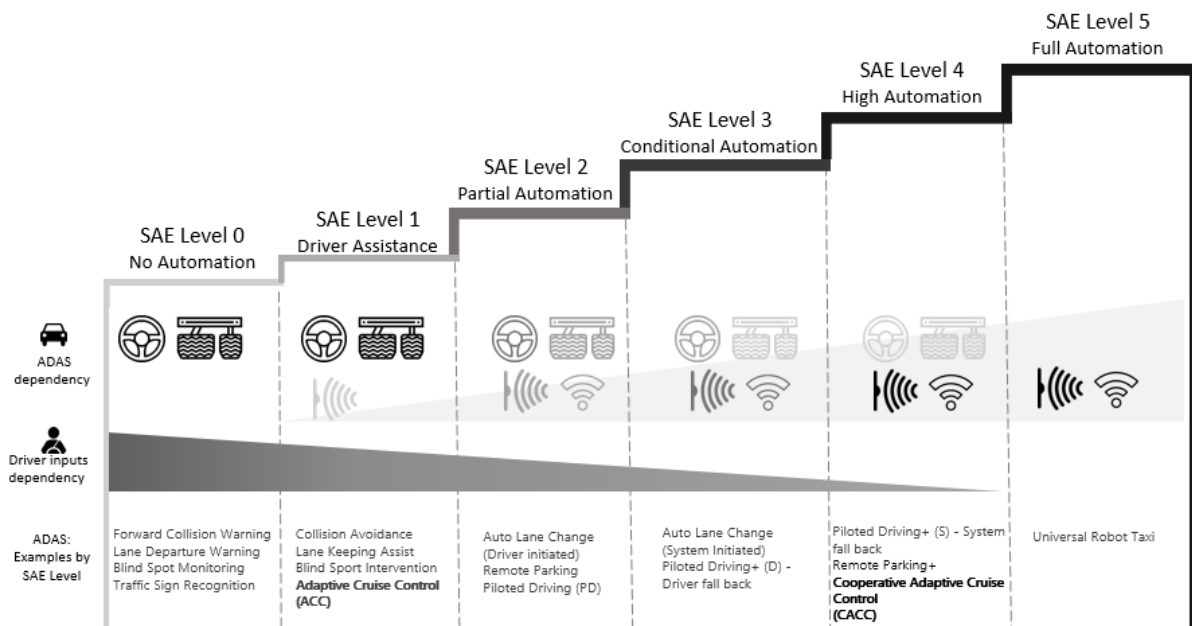 SAE Level 5
Full Automation
SAE Level 4
High Automation
SAE Level 3
Conditional Automation
SAE Level 2
Partial Automation
SAE Level 1
Driver Assistance
SAE Level 0
No Automation
ADAS
dependency
Driver inputs
dependency
ADAS:
Examples by
SAE Level
Forward Collision Warning
Lane Departure Warning
Blind Spot Monitoring
Traffic Sign Recognition
Collision Avoidance
Lane Keeping Assist
Blind Sport Intervention
Adaptive Cruise Control
(ACC)
Auto Lane Change
(Driver initiated)
Remote Parking
Piloted Driving (PD)
Auto Lane Change
(System Initiated)
Piloted Driving+ (D) -
Driver fall back
Piloted Driving+ (S) - System
fall back
Remote Parking+
Cooperative Adaptive Cruise
Control
(CACC)
Universal Robot Taxi